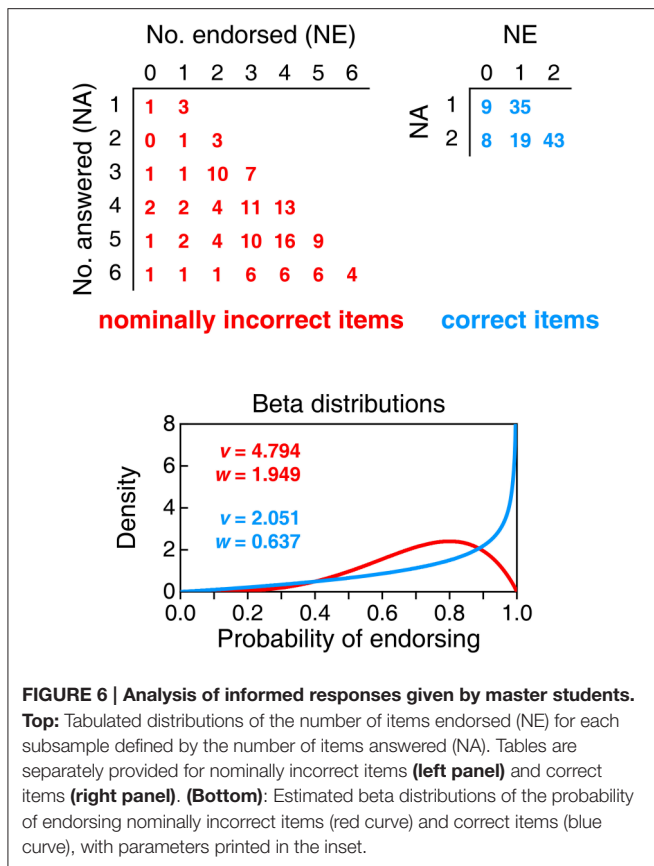 No. endorsed (NE)
0 1 2 3 4 5 6
No. answered (NA)
1 1 3
2 0 1 3
3 1 1 10 7
4 2 2 4 11 13
5 1 2 4 10 16 9
6 1 1 1 6 6 6 4
nominally incorrect items
NE
0 1 2
NA
1 9 35
2 8 19 43
correct items
Beta distributions
Density
8
6
4
2
0
v = 4.794
w = 1.949
v = 2.051
w = 0.637
0.0 0.2 0.4 0.6 0.8 1.0
Probability of endorsing
FIGURE 6 | Analysis of informed responses given by master students.
Top: Tabulated distributions of the number of items endorsed (NE) for each
subsample defined by the number of items answered (NA). Tables are
separately provided for nominally incorrect items (left panel) and correct
items (right panel). (Bottom): Estimated beta distributions of the probability
of endorsing nominally incorrect items (red curve) and correct items (blue
curve), with parameters printed in the inset.